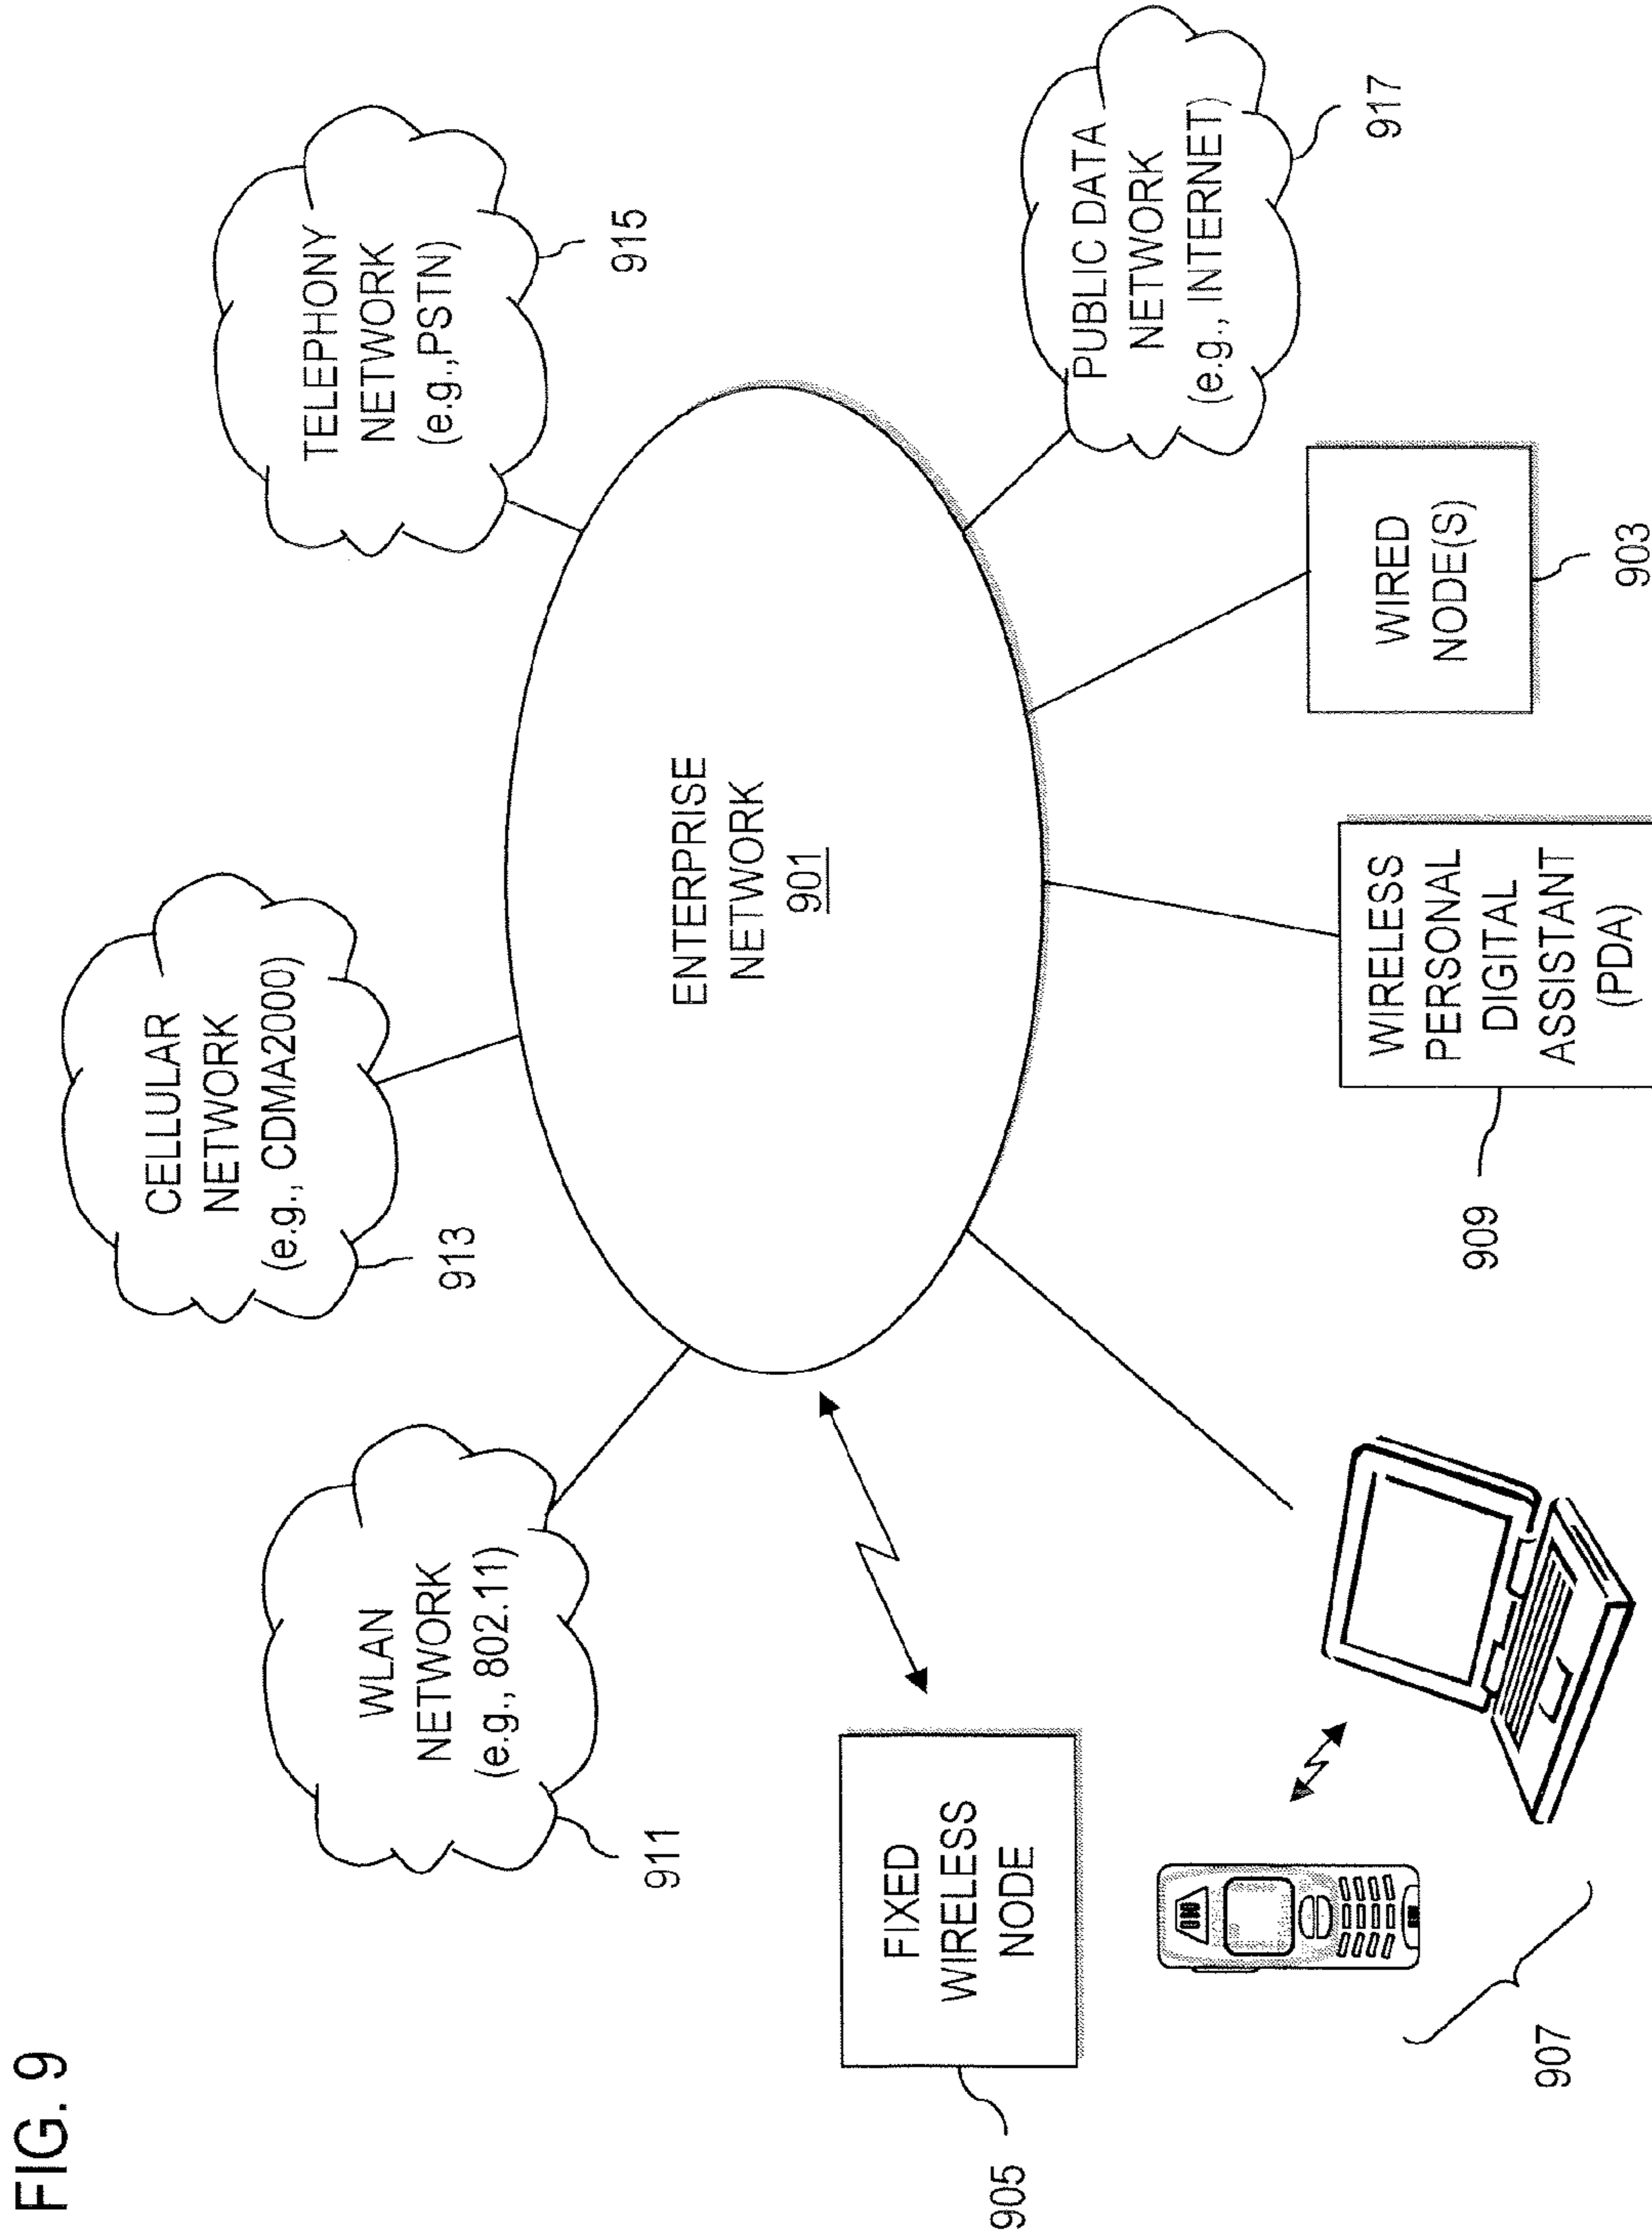 FIG. 9
CELLULAR
NETWORK
(e.g., CDMA2000)
913
TELEPHONY
NETWORK
(e.g.,PSTN)
915
WLAN
NETWORK
(e.g., 802.11)
911
ENTERPRISE
NETWORK
901
PUBLIC DATA
NETWORK
(e.g., INTERNET)
917
FIXED
WIRELESS
NODE
905
907
WIRELESS
PERSONAL
DIGITAL
ASSISTANT
(PDA)
909
WIRED
NODE(S)
903